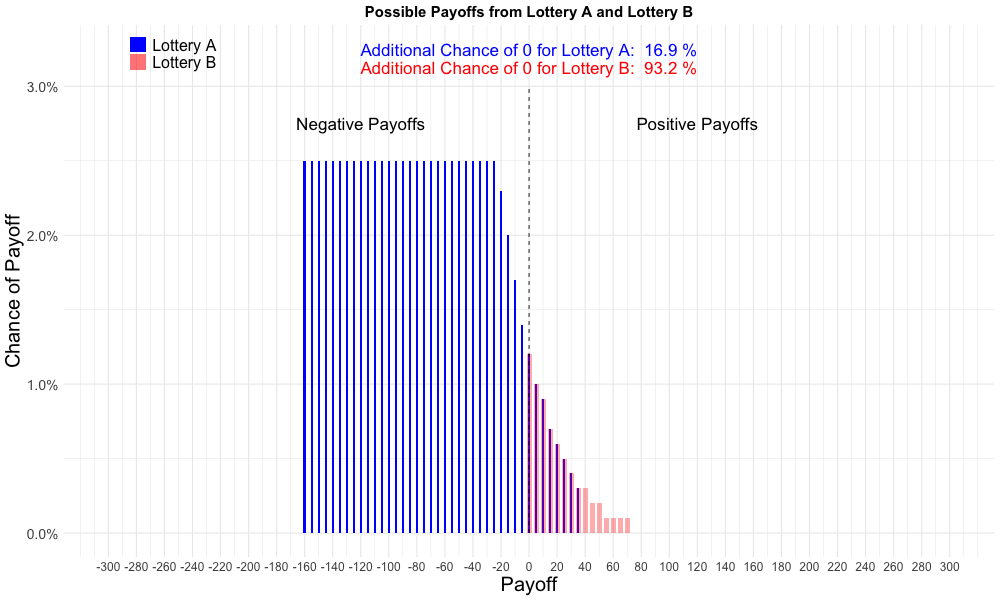 Possible Payoffs from Lottery A and Lottery B
Lottery A
Lottery B
Additional Chance of 0 for Lottery A: 16.9 %
Additional Chance of 0 for Lottery B: 93.2 %
Negative Payoffs
Positive Payoffs
Chance of Payoff
3.0%
2.0%
1.0%
0.0%
-300 -280 -260 -240 -220 -200 -180 -160 -140 -120 -100 -80 -60 -40 -20 0 20 40 60 80 100 120 140 160 180 200 220 240 260 280 300
Payoff